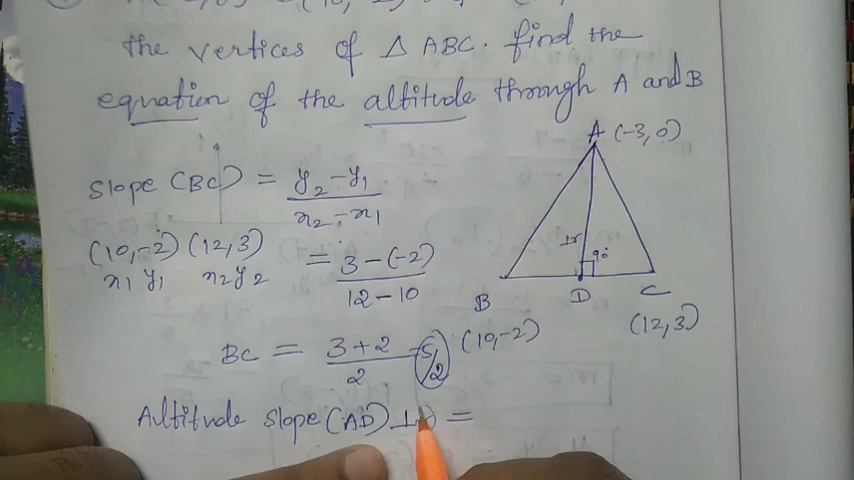 the vertices of Δ ABC. find the
equation of the altitude through A and B
A (-3,0)
Slope (BC) = y₂ - y₁
x₂ - x₁
(10,-2) (12,3)
x₁ y₁ x₂ y₂
= 3-(-2)
12-10
90°
B D C
(10,-2) (12,3)
BC = 3+2 5/2
2
Altitude Slope (AD) ⊥ =